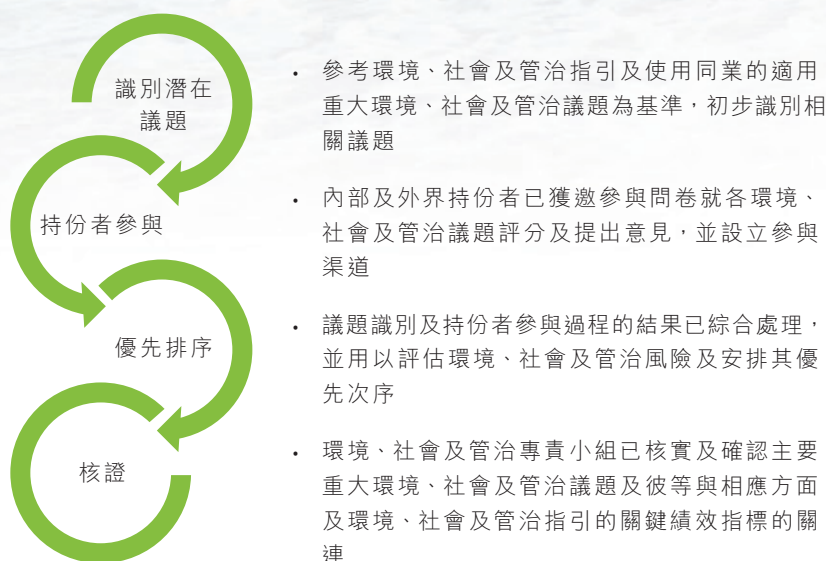 識別潛在
議題
• 參考環境、社會及管治指引及使用同業的適用
重大環境、社會及管治議題為基準，初步識別相
關議題
持份者參與
• 內部及外界持份者已獲邀參與問卷就各環境、
社會及管治議題評分及提出意見，並設立參與
渠道
優先排序
• 議題識別及持份者參與過程的結果已綜合處理，
並用以評估環境、社會及管治風險及安排其優
先次序
核證
• 環境、社會及管治專責小組已核實及確認主要
重大環境、社會及管治議題及彼等與相應方面
及環境、社會及管治指引的關鍵績效指標的關
連